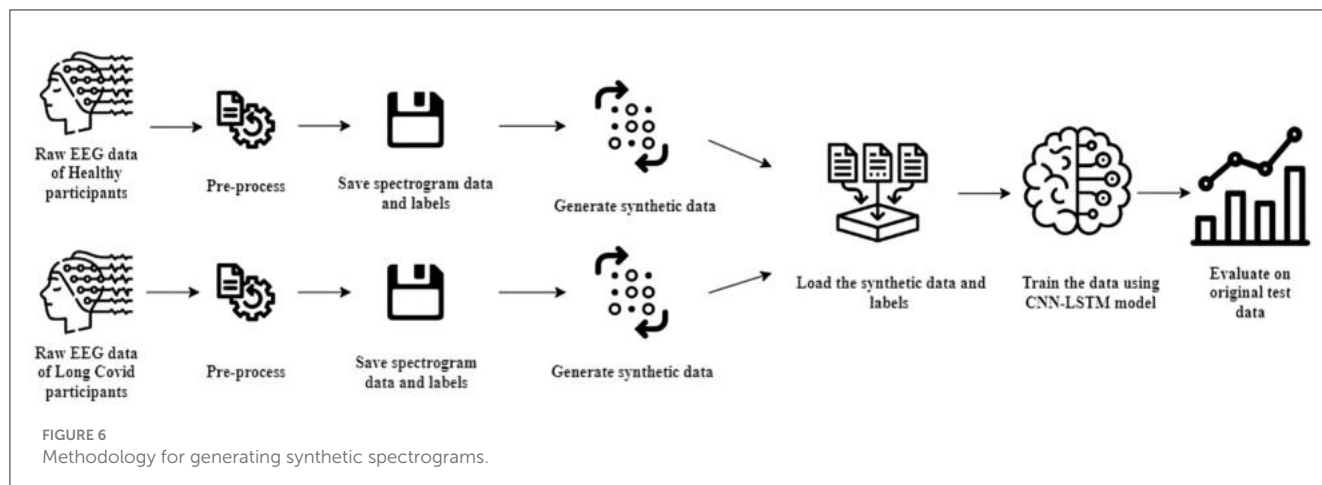 Raw EEG data
of Healthy
participants
Pre-process
Save spectrogram data
and labels
Generate synthetic data
Raw EEG data
of Long Covid
participants
Pre-process
Save spectrogram
data and labels
Generate synthetic data
Load the synthetic data and
labels
Train the data using
CNN-LSTM model
Evaluate on
original test
data
FIGURE 6
Methodology for generating synthetic spectrograms.